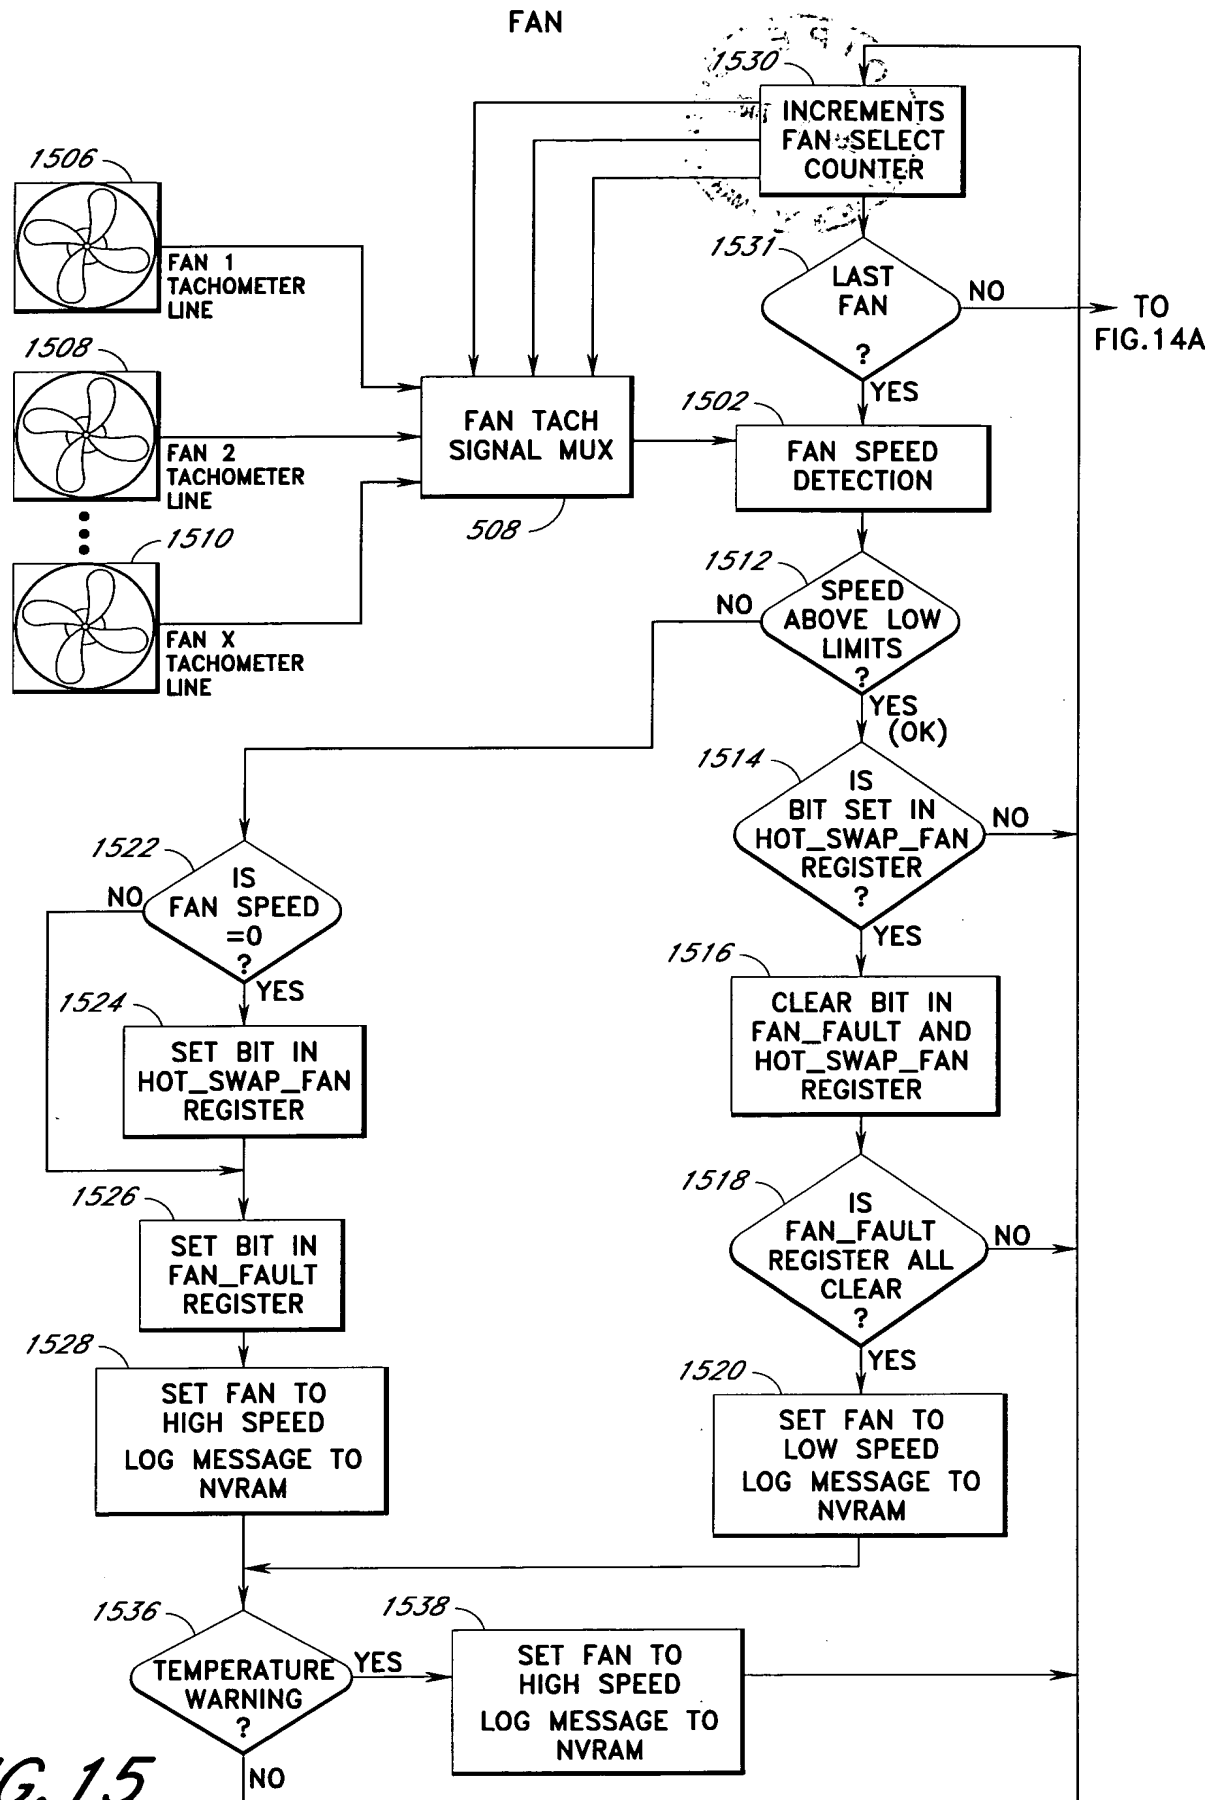 FAN
1530
INCREMENTS
FAN SELECT
COUNTER
1506
FAN 1
TACHOMETER
LINE
1531
LAST
FAN
?
NO
TO
FIG.14A
YES
1508
FAN 2
TACHOMETER
LINE
FAN TACH
SIGNAL MUX
508
1502
FAN SPEED
DETECTION
1510
FAN X
TACHOMETER
LINE
1512
SPEED
ABOVE LOW
LIMITS
?
NO
YES
(OK)
1514
IS
BIT SET IN
HOT_SWAP_FAN
REGISTER
?
NO
YES
1522
IS
FAN SPEED
=0
?
NO
YES
1516
CLEAR BIT IN
FAN_FAULT AND
HOT_SWAP_FAN
REGISTER
1524
SET BIT IN
HOT_SWAP_FAN
REGISTER
1518
IS
FAN_FAULT
REGISTER ALL
CLEAR
?
NO
YES
1526
SET BIT IN
FAN_FAULT
REGISTER
1528
SET FAN TO
HIGH SPEED
LOG MESSAGE TO
NVRAM
1520
SET FAN TO
LOW SPEED
LOG MESSAGE TO
NVRAM
1536
TEMPERATURE
WARNING
?
YES
NO
1538
SET FAN TO
HIGH SPEED
LOG MESSAGE TO
NVRAM
G. 15